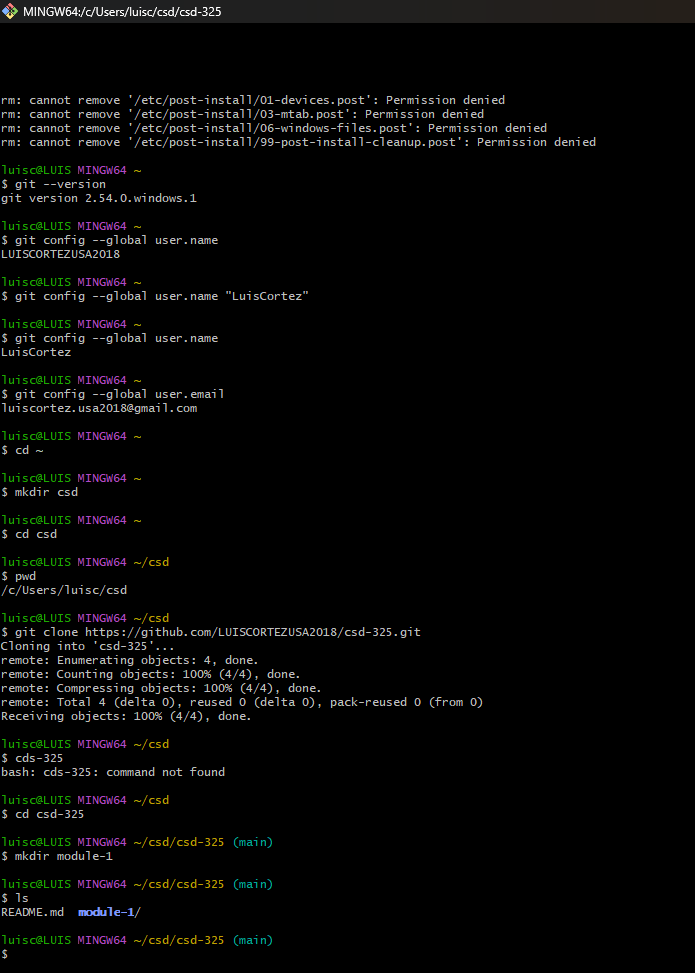 MINGW64:/c/Users/luisc/csd/csd-325
rm: cannot remove '/etc/post-install/01-devices.post': Permission denied
rm: cannot remove '/etc/post-install/03-mtab.post': Permission denied
rm: cannot remove '/etc/post-install/06-windows-files.post': Permission denied
rm: cannot remove '/etc/post-install/99-post-install-cleanup.post': Permission denied
luisc@LUIS MINGW64 ~
$ git --version
git version 2.54.0.windows.1
luisc@LUIS MINGW64 ~
$ git config --global user.name
LUISCORTEZUSA2018
luisc@LUIS MINGW64 ~
$ git config --global user.name "LuisCortez"
luisc@LUIS MINGW64 ~
$ git config --global user.name
LuisCortez
luisc@LUIS MINGW64 ~
$ git config --global user.email
luiscortez.usa2018@gmail.com
luisc@LUIS MINGW64 ~
$ cd ~
luisc@LUIS MINGW64 ~
$ mkdir csd
luisc@LUIS MINGW64 ~
$ cd csd
luisc@LUIS MINGW64 ~/csd
$ pwd
/c/Users/luisc/csd
luisc@LUIS MINGW64 ~/csd
$ git clone https://github.com/LUISCORTEZUSA2018/csd-325.git
Cloning into 'csd-325'...
remote: Enumerating objects: 4, done.
remote: Counting objects: 100% (4/4), done.
remote: Compressing objects: 100% (4/4), done.
remote: Total 4 (delta 0), reused 0 (delta 0), pack-reused 0 (from 0)
Receiving objects: 100% (4/4), done.
luisc@LUIS MINGW64 ~/csd
$ cds-325
bash: cds-325: command not found
luisc@LUIS MINGW64 ~/csd
$ cd csd-325
luisc@LUIS MINGW64 ~/csd/csd-325 (main)
$ mkdir module-1
luisc@LUIS MINGW64 ~/csd/csd-325 (main)
$ ls
README.md  module-1/
luisc@LUIS MINGW64 ~/csd/csd-325 (main)
$